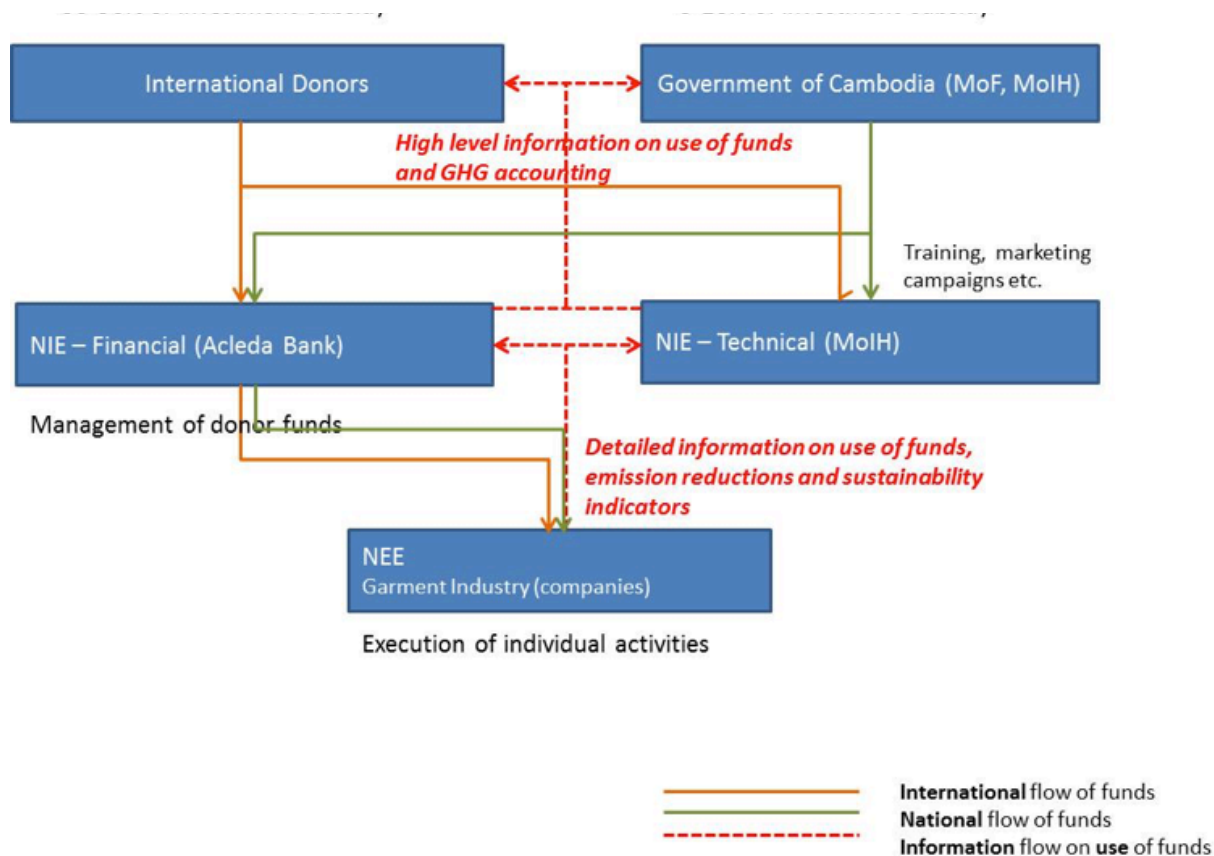 International Donors
Government of Cambodia (MoF, MoIH)
High level information on use of funds
and GHG accounting
Training, marketing
campaigns etc.
NIE – Financial (Acleda Bank)
NIE – Technical (MoIH)
Management of donor funds
Detailed information on use of funds,
emission reductions and sustainability
indicators
NEE
Garment Industry (companies)
Execution of individual activities
International flow of funds
National flow of funds
Information flow on use of funds